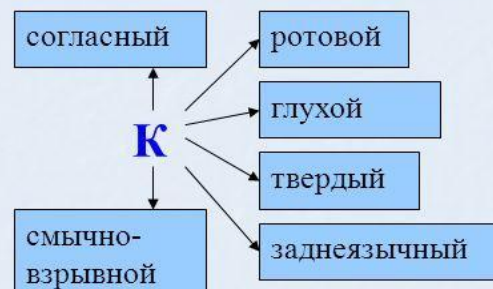 согласный
ротовой
глухой
К
твердый
смычно-
взрывной
заднеязычный